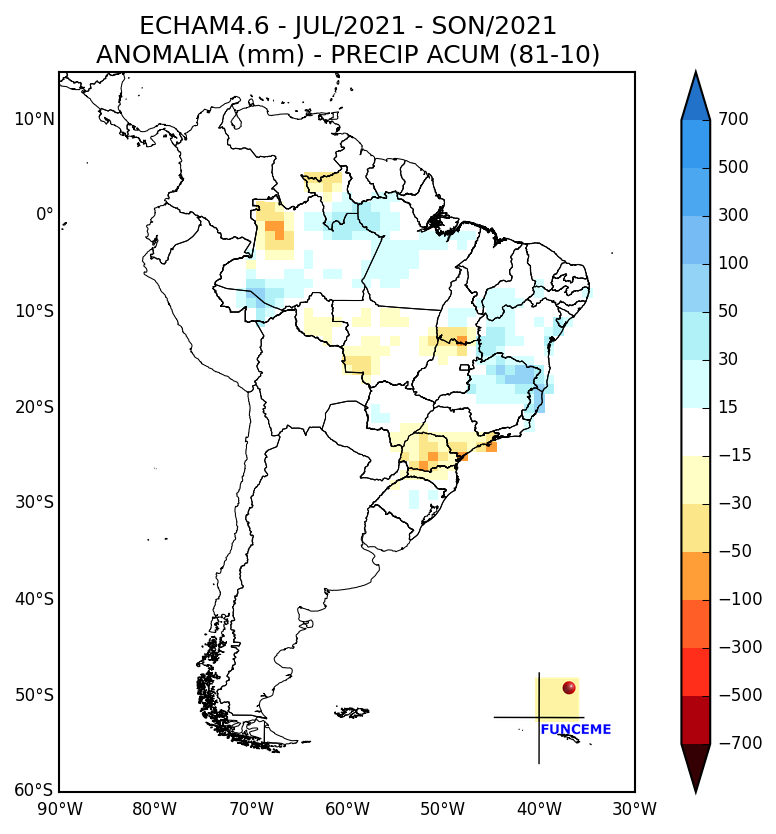 ECHAM4.6 - JUL/2021 - SON/2021
ANOMALIA (mm) - PRECIP ACUM (81-10)
10°N
0°
10°S
20°S
30°S
40°S
50°S
60°S
90°W 80°W 70°W 60°W 50°W 40°W 30°W
700
500
300
100
50
30
15
−15
−30
−50
−100
−300
−500
−700
FUNCEME